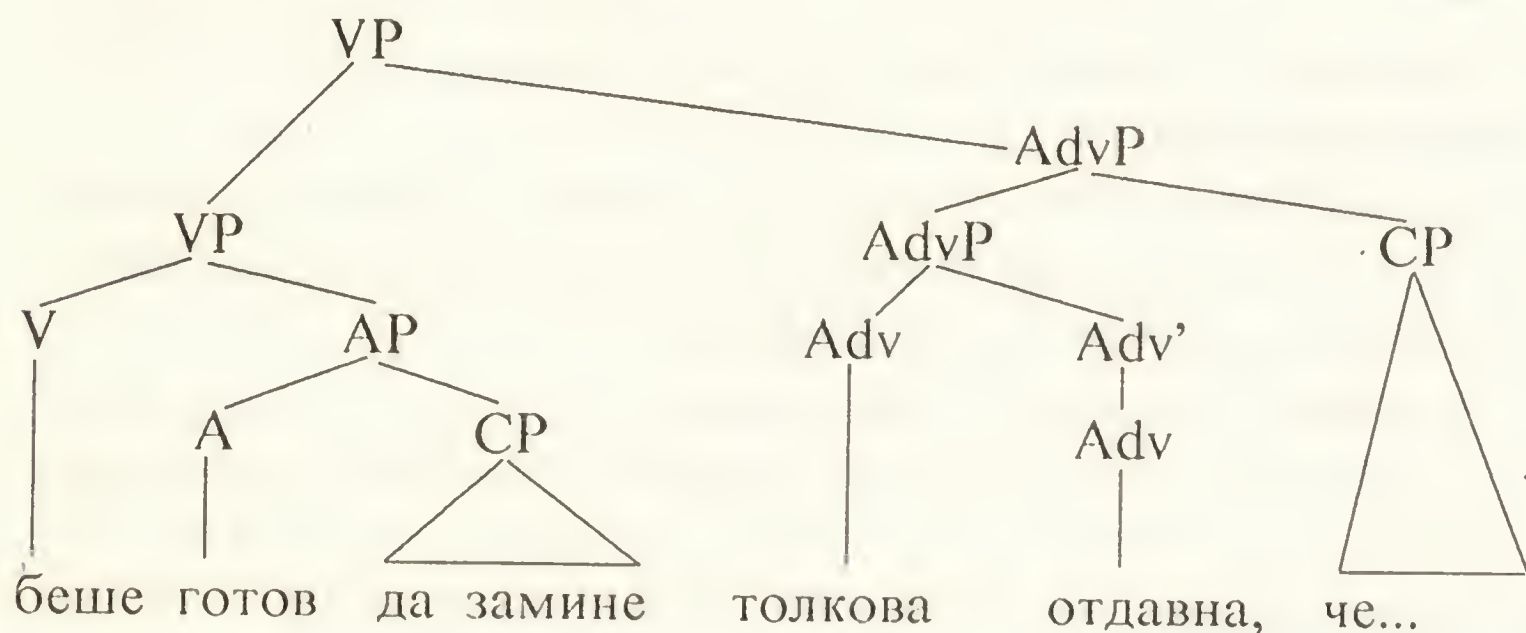 VP
AdvP
VP AdvP CP
V AP Adv Adv’
A CP Adv
беше готов да замине толкова отдавна, че...